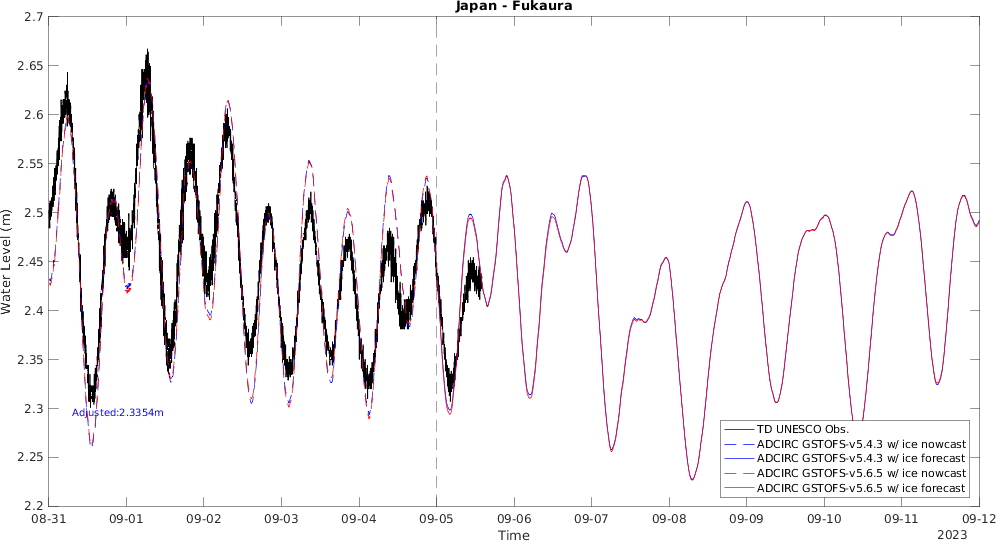 Japan - Fukaura
2.7
2.65
2.6
2.55
2.5
2.45
2.4
2.35
2.3
2.25
2.2
Water Level (m)
Adjusted:2.3354m
TD UNESCO Obs.
ADCIRC GSTOFS-v5.4.3 w/ ice nowcast
ADCIRC GSTOFS-v5.4.3 w/ ice forecast
ADCIRC GSTOFS-v5.6.5 w/ ice nowcast
ADCIRC GSTOFS-v5.6.5 w/ ice forecast
08-31 09-01 09-02 09-03 09-04 09-05 09-06 09-07 09-08 09-09 09-10 09-11 09-12
Time
2023